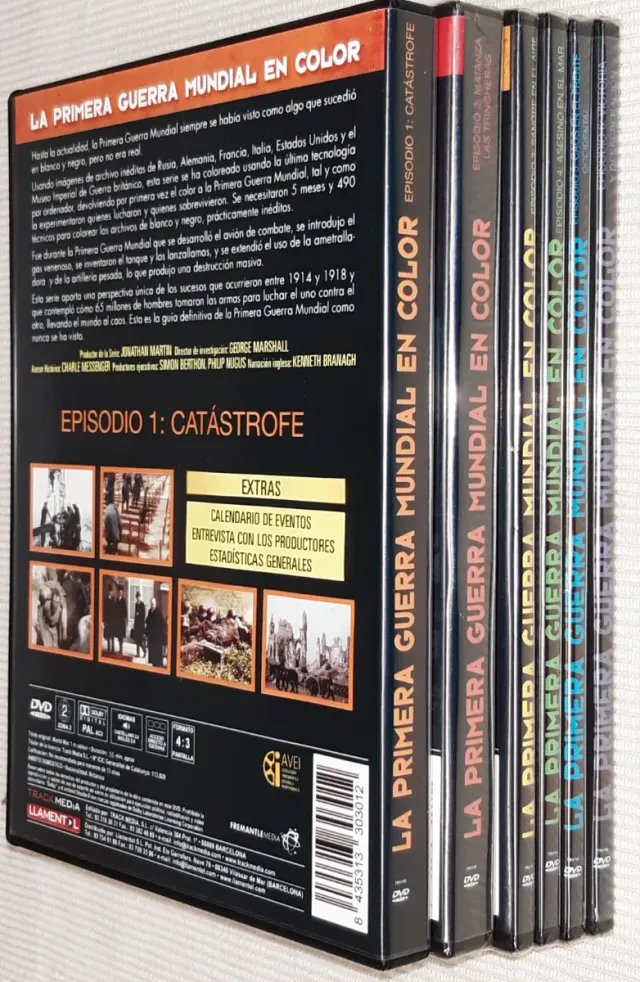 LA PRIMERA GUERRA MUNDIAL EN COLOR
Hasta la actualidad, la Primera Guerra Mundial siempre se había visto como algo que sucedió
en blanco y negro, pero no era real.
Usando imágenes de archivo inéditas de Rusia, Alemania, Francia, Italia, Estados Unidos y el
Museo Imperial de Guerra británico, esta serie se ha coloreado usando la última tecnología
por ordenador, devolviendo por primera vez el color a la Primera Guerra Mundial, tal y como
la experimentaron quienes lucharon y quienes sobrevivieron. Se necesitaron 5 meses y 490
técnicos para colorear los archivos de blanco y negro, prácticamente inéditos.
Fue durante la Primera Guerra Mundial que se desarrolló el avión de combate, se introdujo el
gas venenoso, se inventaron el tanque y los lanzallamas, y se extendió el uso de la ametralla-
dora y de la artillería pesada, lo que produjo una destrucción masiva.
Esta serie aporta una perspectiva única de los sucesos que ocurrieron entre 1914 y 1918 y
que contempló cómo 65 millones de hombres tomaron las armas para luchar el uno contra el
otro, llevando el mundo al caos. Esto es la guía definitiva de la Primera Guerra Mundial como
nunca se ha visto.
Productor de la Serie: JONATHAN MARTIN Director de investigación: GEORGE MARSHALL
Asesor Histórico: CHARLE MESSENGER Productores ejecutivos: SIMON BERTHON, PHILIP NUGUS Narración inglesa: KENNETH BRANAGH
EPISODIO 1: CATÁSTROFE
EXTRAS
CALENDARIO DE EVENTOS
ENTREVISTA CON LOS PRODUCTORES
ESTADÍSTICAS GENERALES
DVD
2
DOLBY
DIGITAL
PAL
IDIOMAS
FORMATO
4:3
PANTALLA
AVEI
TRACKMEDIA
LLAMENTOL
FREMANTLEMEDIA
8 435313 303012
EPISODIO 1: CATÁSTROFE
LA PRIMERA GUERRA MUNDIAL EN COLOR
DVD
EPISODIO 2: MATANZA
LAS TRINCHERAS
LA PRIMERA GUERRA MUNDIAL EN COLOR
DVD
SANGRE EN EL AIRE
LA PRIMERA GUERRA MUNDIAL EN COLOR
DVD
EPISODIO 4: ASESINO EN EL MAR
LA PRIMERA GUERRA MUNDIAL EN COLOR
DVD
LA PRIMERA GUERRA MUNDIAL EN COLOR
DVD
LA PRIMERA GUERRA MUNDIAL EN COLOR
DVD